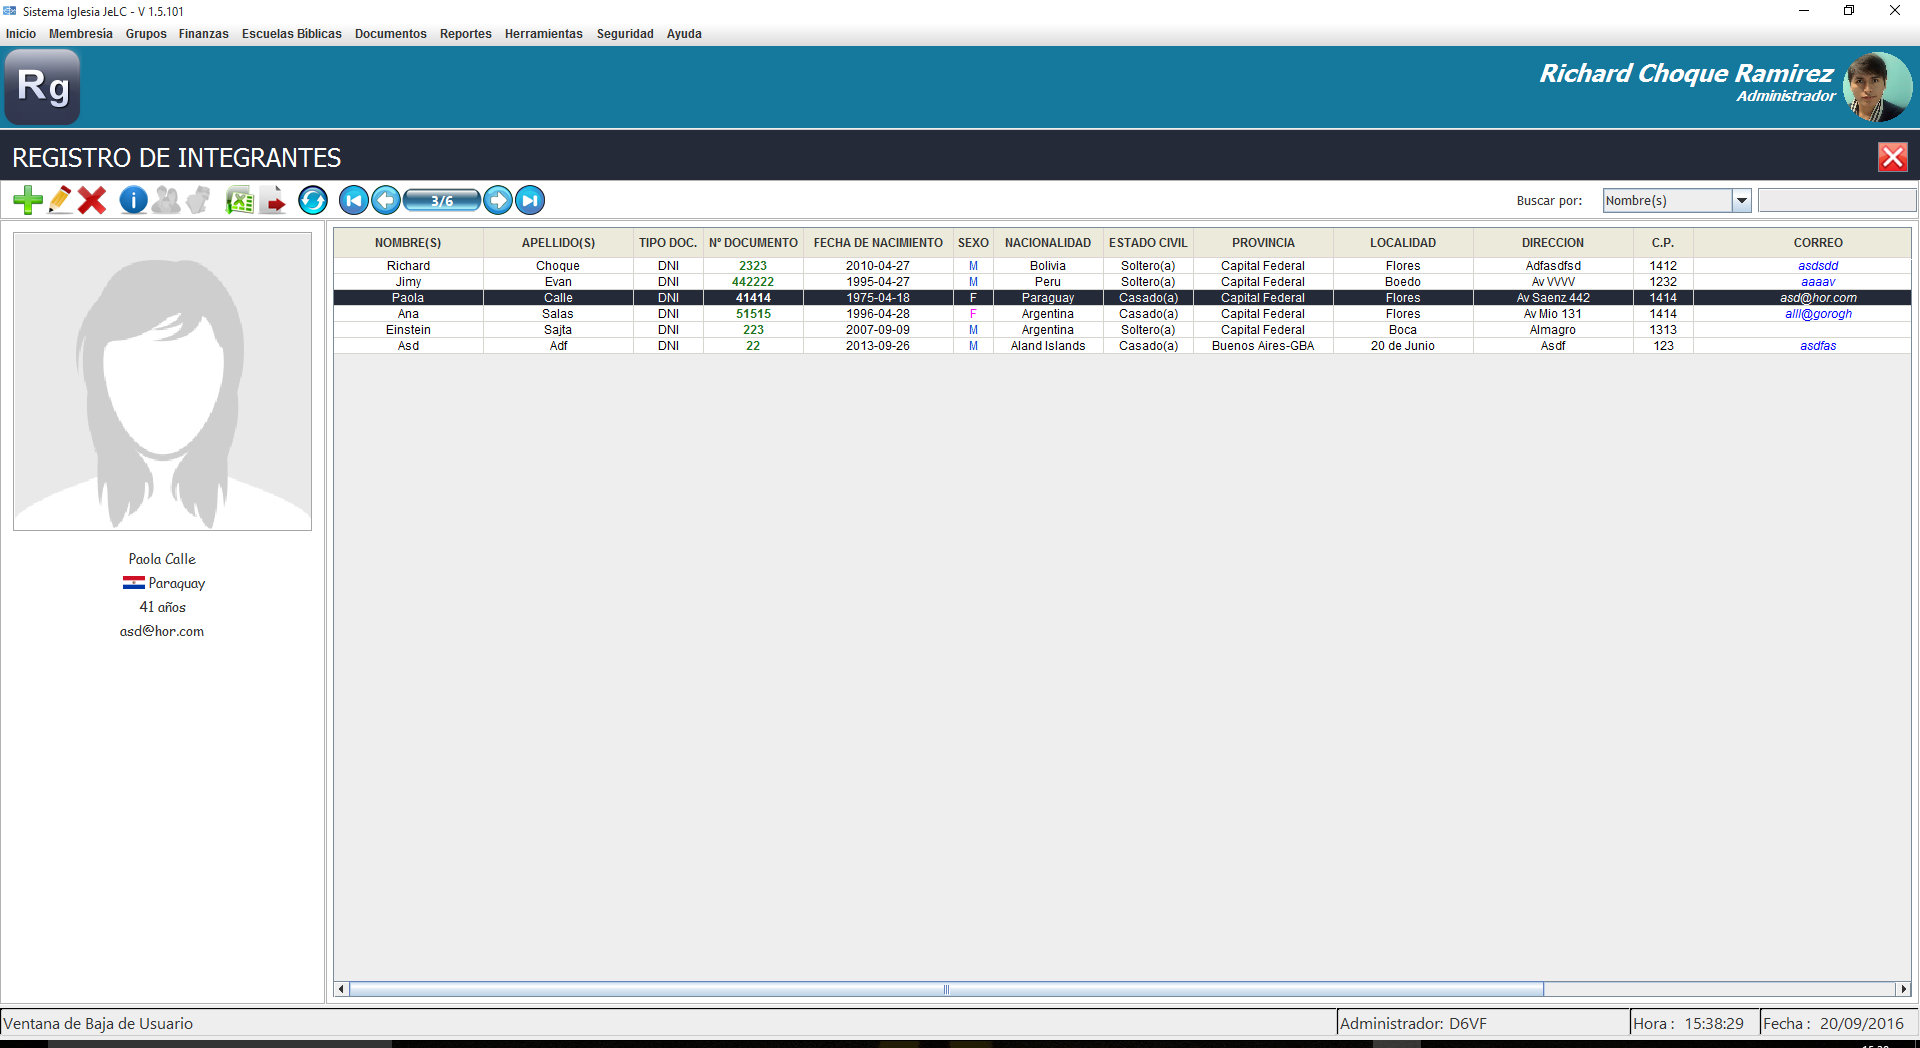 Sistema Iglesia JeLC - V 1.5.101
Inicio Membresía Grupos Finanzas Escuelas Bíblicas Documentos Reportes Herramientas Seguridad Ayuda
Rg
Richard Choque Ramirez
Administrador
REGISTRO DE INTEGRANTES
3/6
Buscar por: Nombre(s)
NOMBRE(S) APELLIDO(S) TIPO DOC. Nº DOCUMENTO FECHA DE NACIMIENTO SEXO NACIONALIDAD ESTADO CIVIL PROVINCIA LOCALIDAD DIRECCION C.P. CORREO
Richard Choque DNI 2323 2010-04-27 M Bolivia Soltero(a) Capital Federal Flores Adfasdfsd 1412 asdsdd
Jimy Evan DNI 442222 1995-04-27 M Peru Soltero(a) Capital Federal Boedo Av VVVV 1232 aaaav
Paola Calle DNI 41414 1975-04-18 F Paraguay Casado(a) Capital Federal Flores Av Saenz 442 1414 asd@hor.com
Ana Salas DNI 51515 1996-04-28 F Argentina Casado(a) Capital Federal Flores Av Mio 131 1414 alll@gorogh
Einstein Sajta DNI 223 2007-09-09 M Argentina Soltero(a) Capital Federal Boca Almagro 1313
Asd Adf DNI 22 2013-09-26 M Aland Islands Casado(a) Buenos Aires-GBA 20 de Junio Asdf 123 asdfas
Paola Calle
Paraguay
41 años
asd@hor.com
Ventana de Baja de Usuario
Administrador: D6VF
Hora : 15:38:29
Fecha : 20/09/2016